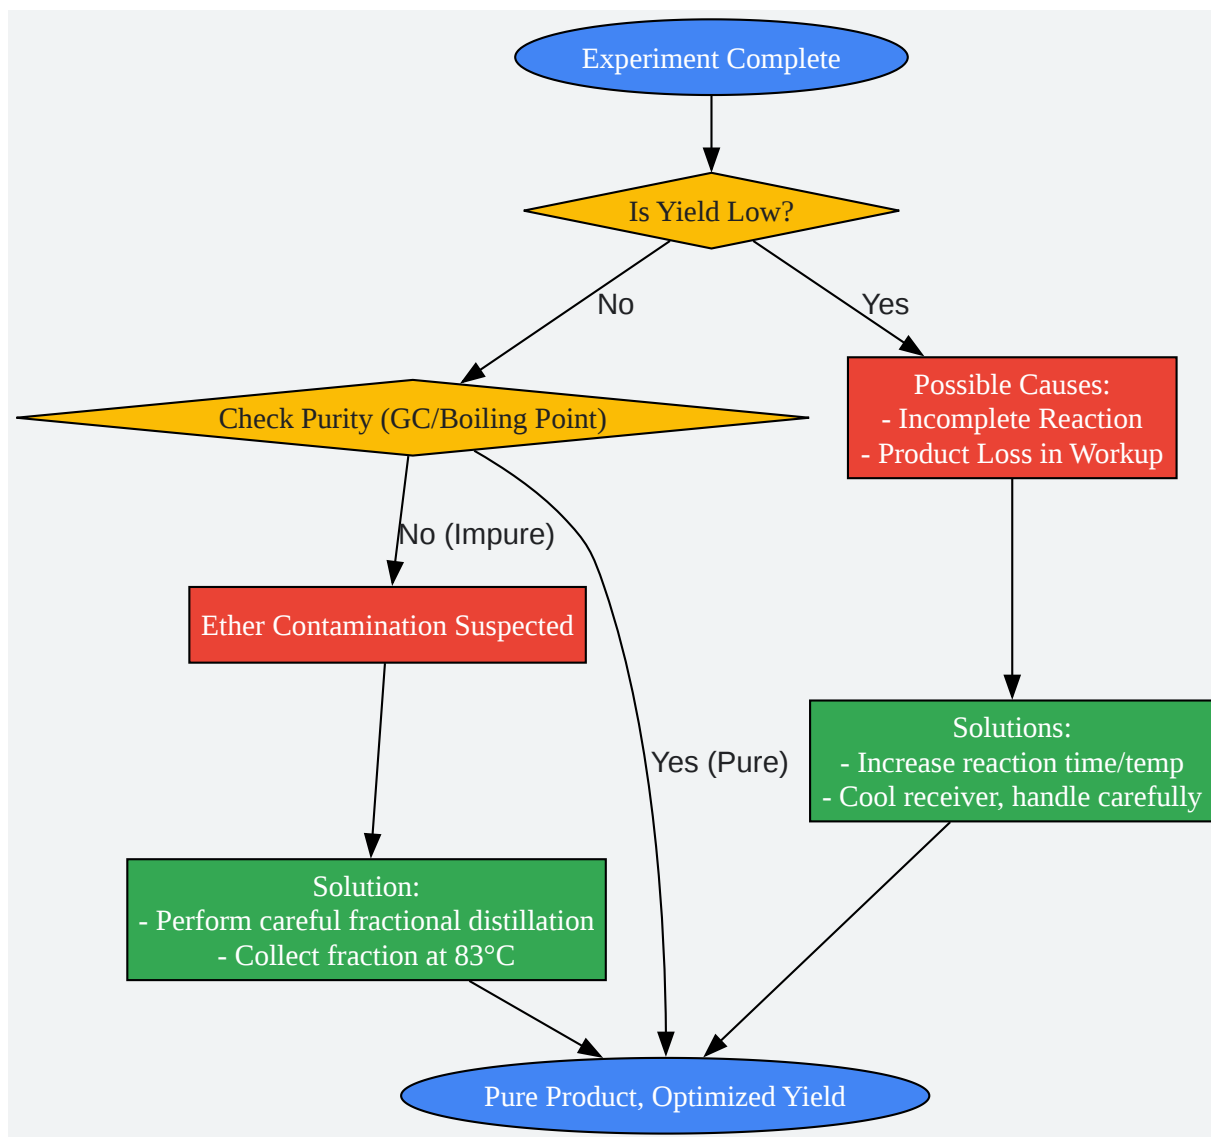 Experiment Complete
Is Yield Low?
No
Yes
Possible Causes:
- Incomplete Reaction
- Product Loss in Workup
Check Purity (GC/Boiling Point)
No (Impure)
Ether Contamination Suspected
Yes (Pure)
Solutions:
- Increase reaction time/temp
- Cool receiver, handle carefully
Solution:
- Perform careful fractional distillation
- Collect fraction at 83°C
Pure Product, Optimized Yield